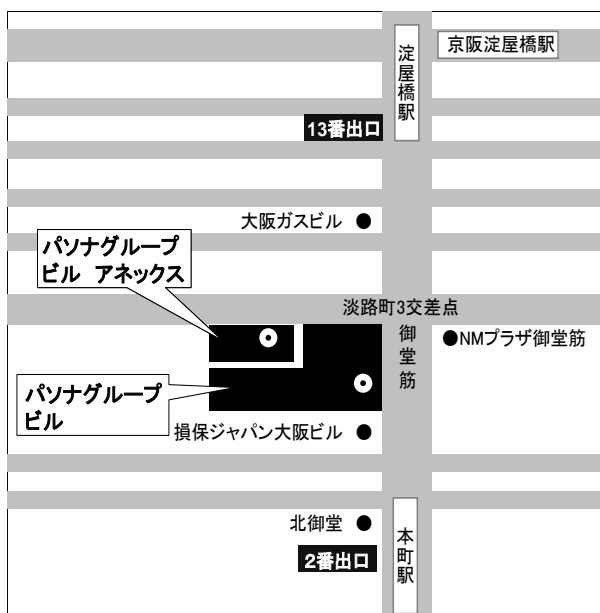 京阪淀屋橋駅
淀屋橋駅
13番出口
大阪ガスビル
パソナグループ
ビル アネックス
淡路町3交差点
御堂筋
NMプラザ御堂筋
パソナグループ
ビル
損保ジャパン大阪ビル
北御堂
2番出口
本町駅